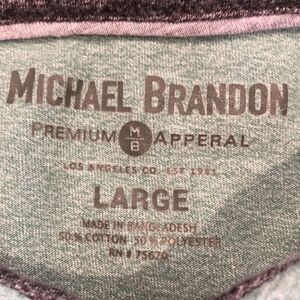 MICHAEL BRANDON
PREMIUM MB APPERAL
LOS ANGELES CO. EST 1981
LARGE
MADE IN BANGLADESH
50% COTTON 50% POLYESTER
RN# 75670